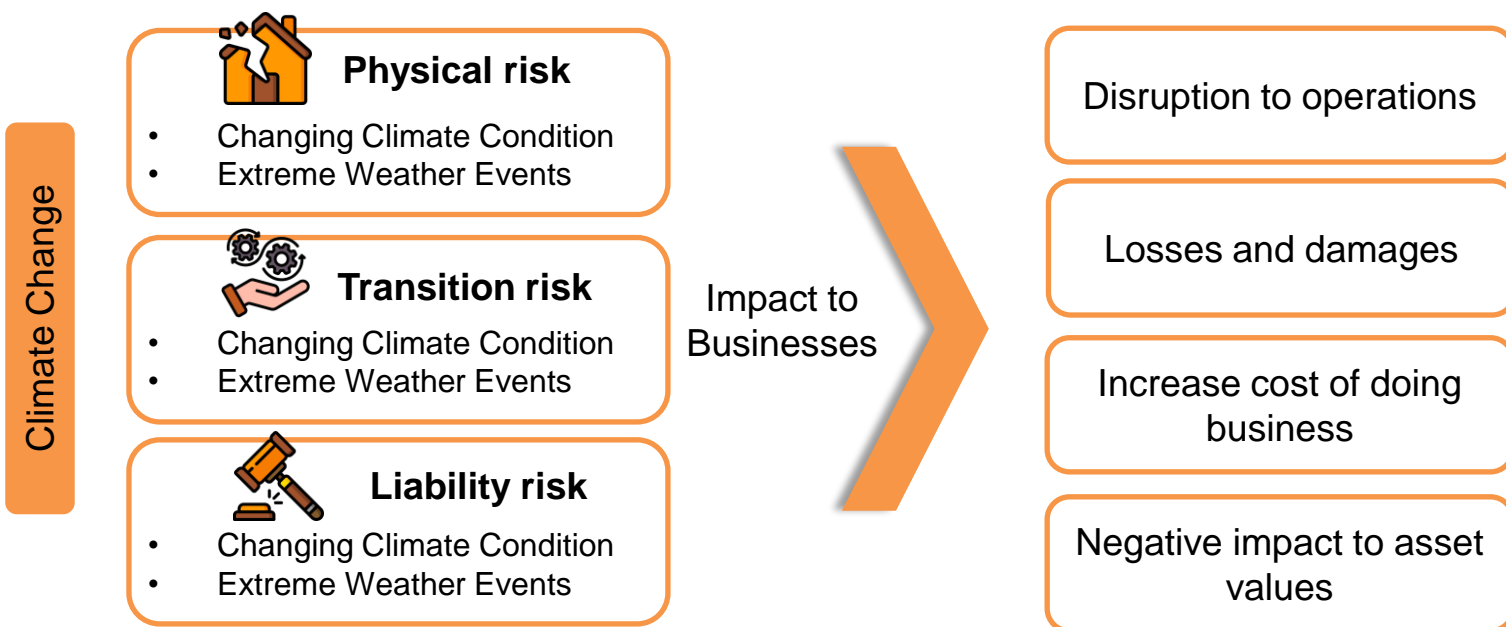 Climate Change
Physical risk
• Changing Climate Condition
• Extreme Weather Events
Transition risk
• Changing Climate Condition
• Extreme Weather Events
Liability risk
• Changing Climate Condition
• Extreme Weather Events
Impact to
Businesses
Disruption to operations
Losses and damages
Increase cost of doing
business
Negative impact to asset
values